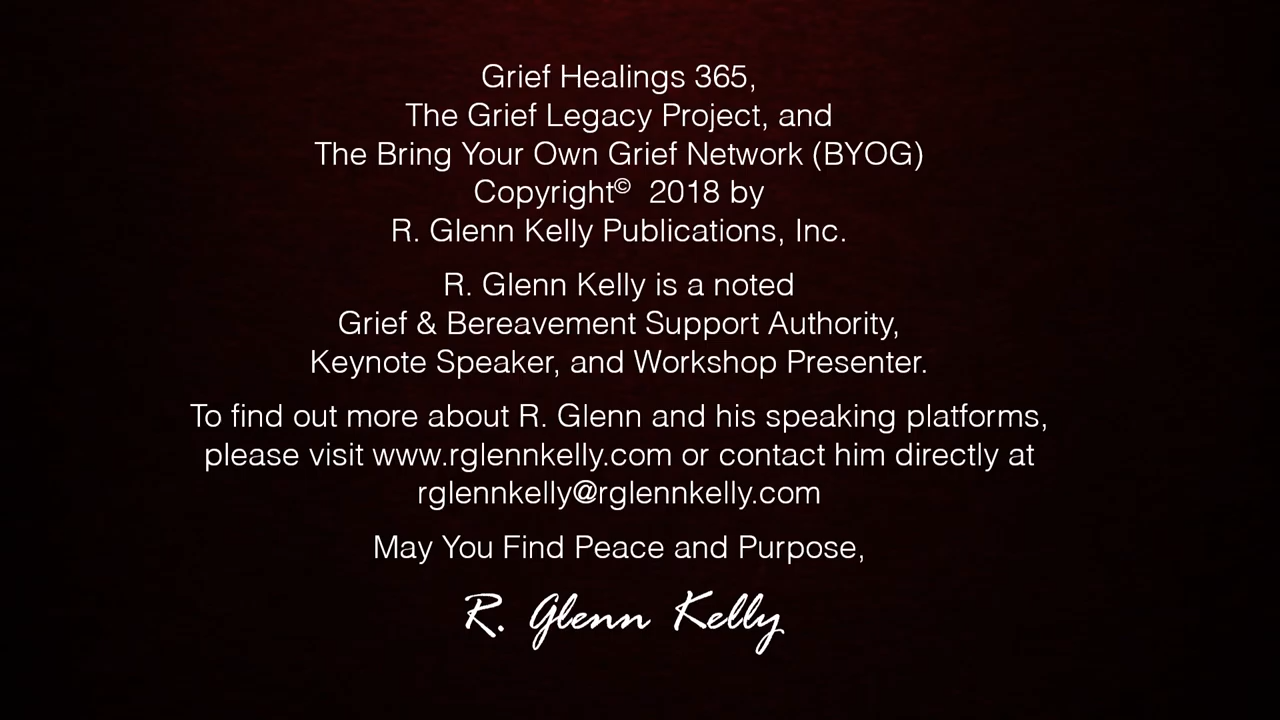 Grief Healings 365,
The Grief Legacy Project, and
The Bring Your Own Grief Network (BYOG)
Copyright© 2018 by
R. Glenn Kelly Publications, Inc.
R. Glenn Kelly is a noted
Grief & Bereavement Support Authority,
Keynote Speaker, and Workshop Presenter.
To find out more about R. Glenn and his speaking platforms,
please visit www.rglennkelly.com or contact him directly at
rglennkelly@rglennkelly.com
May You Find Peace and Purpose,
R. Glenn Kelly